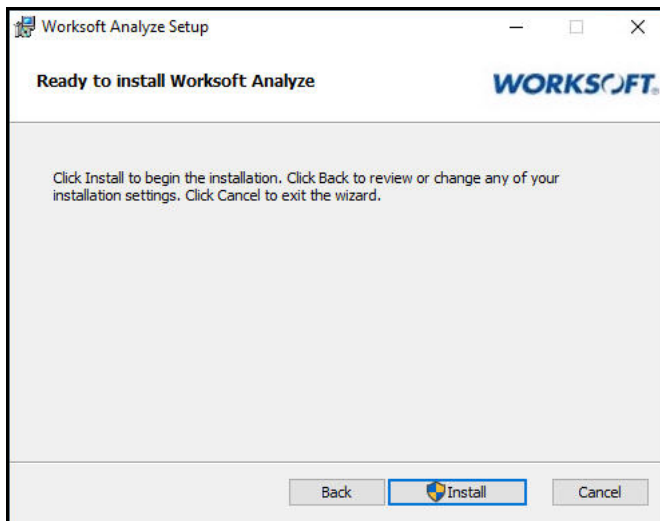 Worksoft Analyze Setup
Ready to install Worksoft Analyze
WORKSOFT®
Click Install to begin the installation. Click Back to review or change any of your
installation settings. Click Cancel to exit the wizard.
Back
Install
Cancel